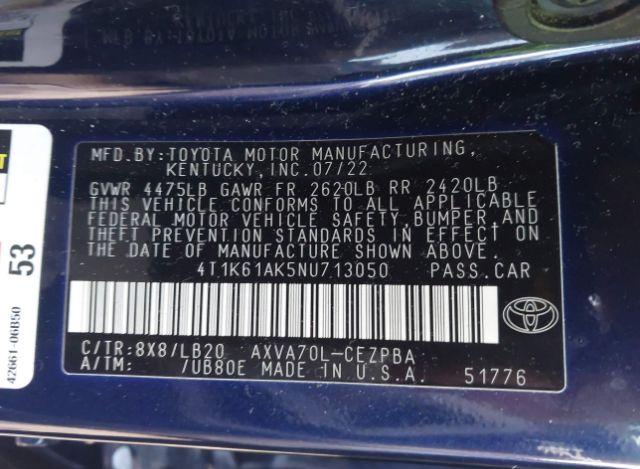 MFD.BY:TOYOTA MOTOR MANUFACTURING,
KENTUCKY, INC.07/22
GVWR 4475LB GAWR FR 2620LB RR 2420LB
THIS VEHICLE CONFORMS TO ALL APPLICABLE
FEDERAL MOTOR VEHICLE SAFETY, BUMPER AND
THEFT PREVENTION STANDARDS IN EFFECT ON
THE DATE OF MANUFACTURE SHOWN ABOVE.
4T1K61AK5NU713050 PASS.CAR
C/TR:8X8/LB20 AXVA70L-CEZPBA
A/TM: /UB80E MADE IN U.S.A. 51776
53
42661-06B50